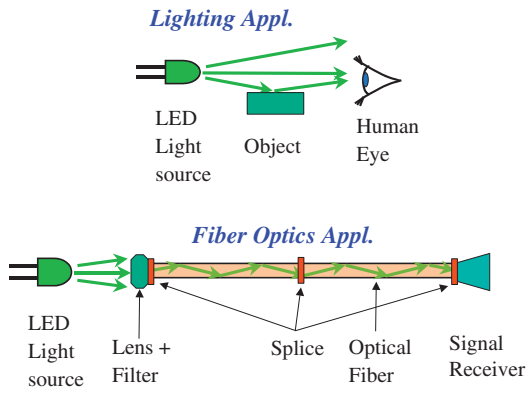 Lighting Appl.
LED
Light
source
Object
Human
Eye
Fiber Optics Appl.
LED
Light
source
Lens +
Filter
Splice
Optical
Fiber
Signal
Receiver